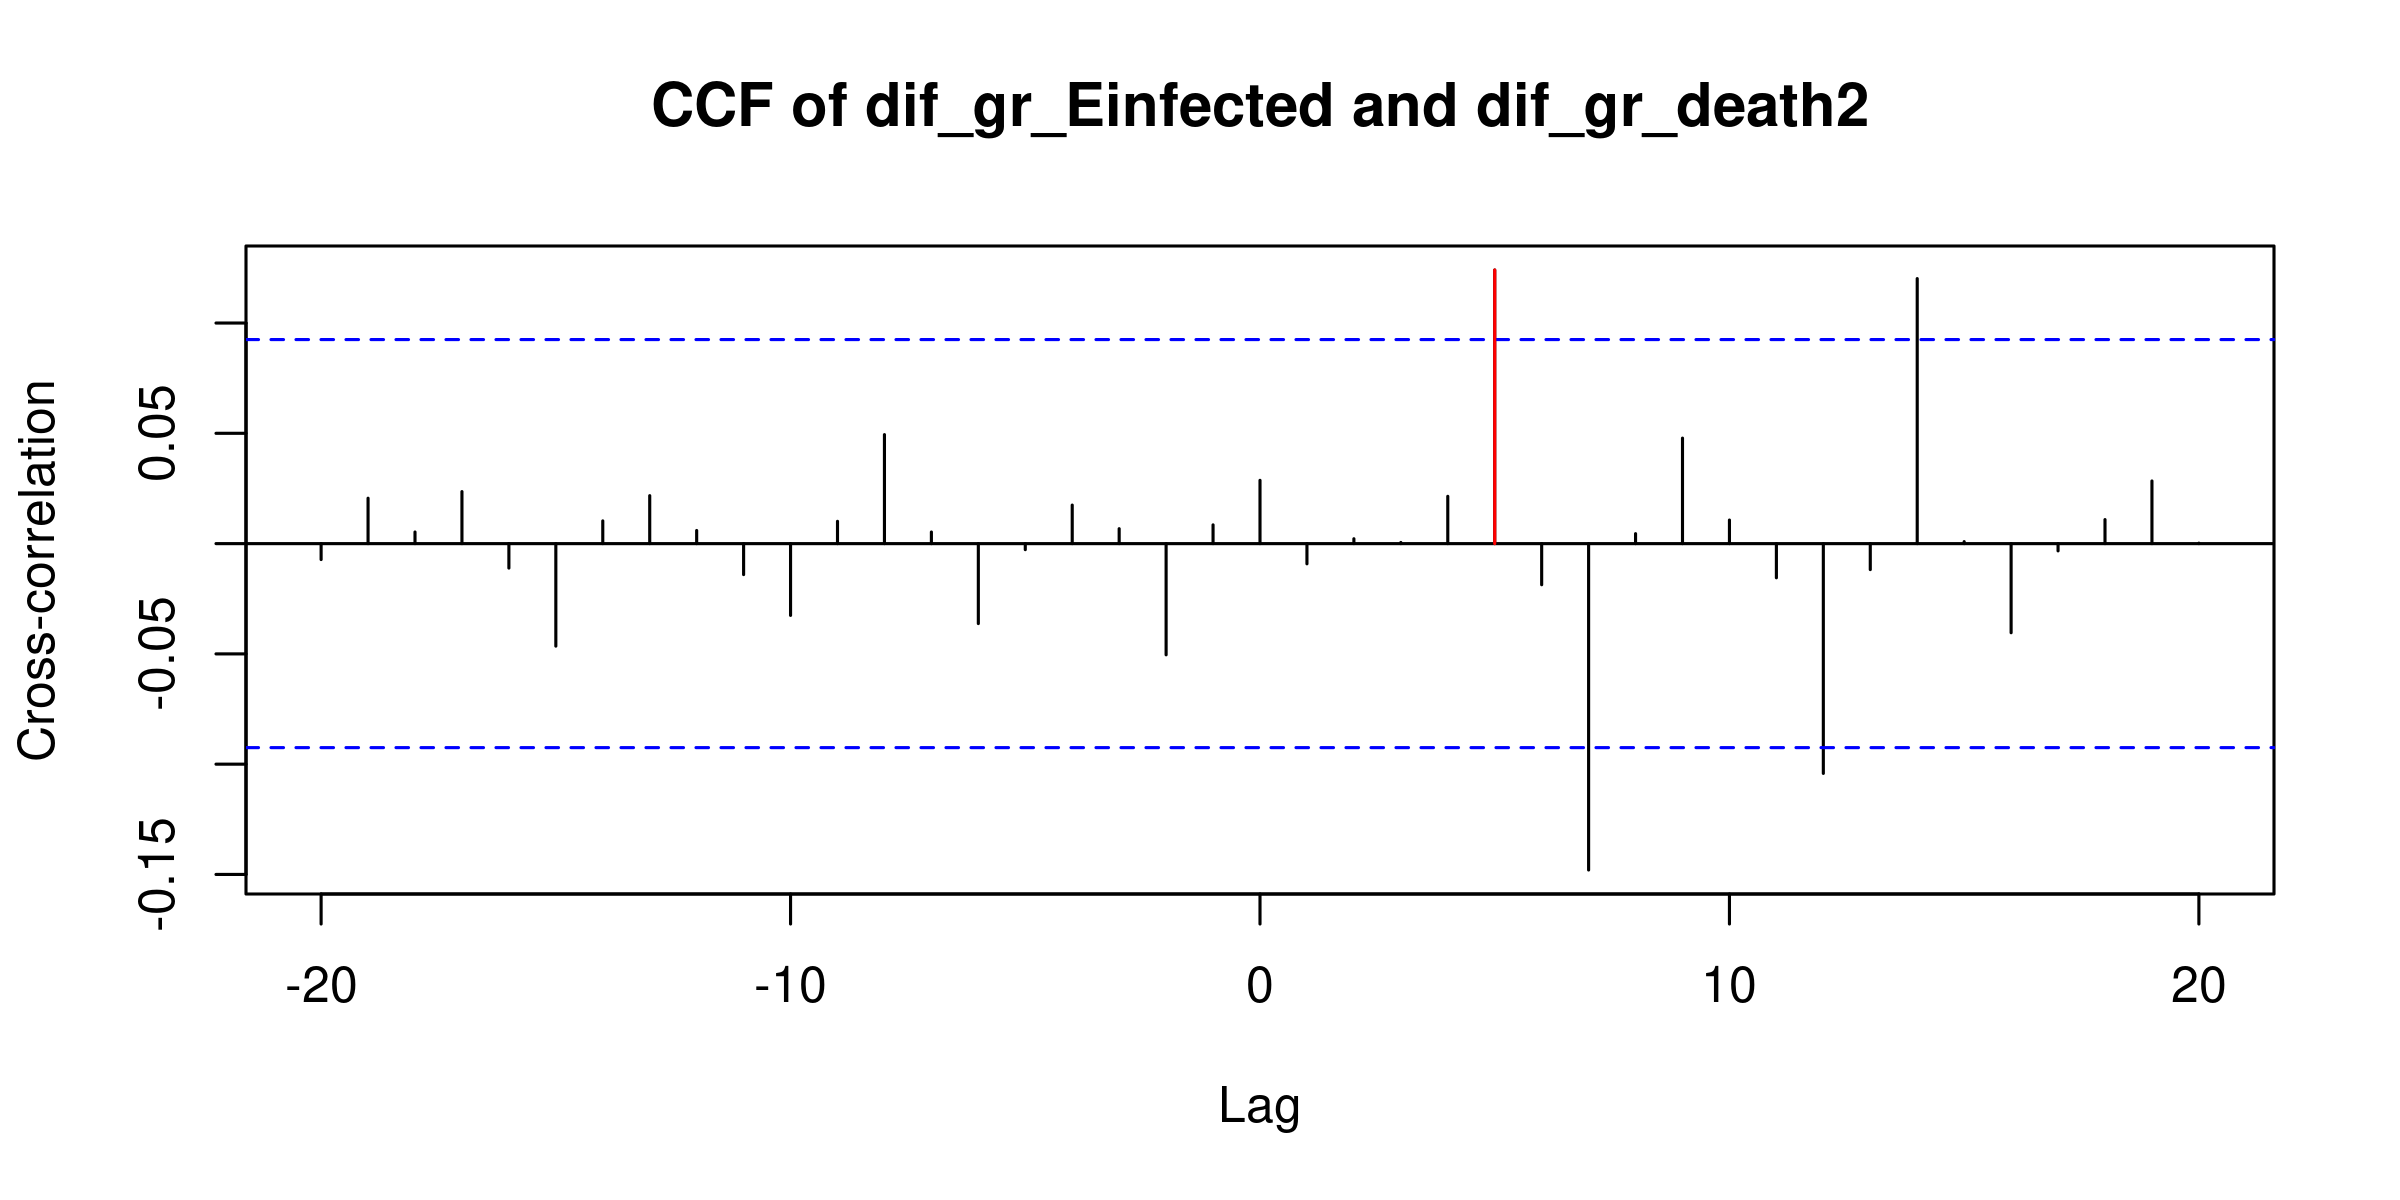 CCF of dif_gr_Einfected and dif_gr_death2
Cross-correlation
0.05
-0.05
-0.15
-20
-10
0
10
20
Lag